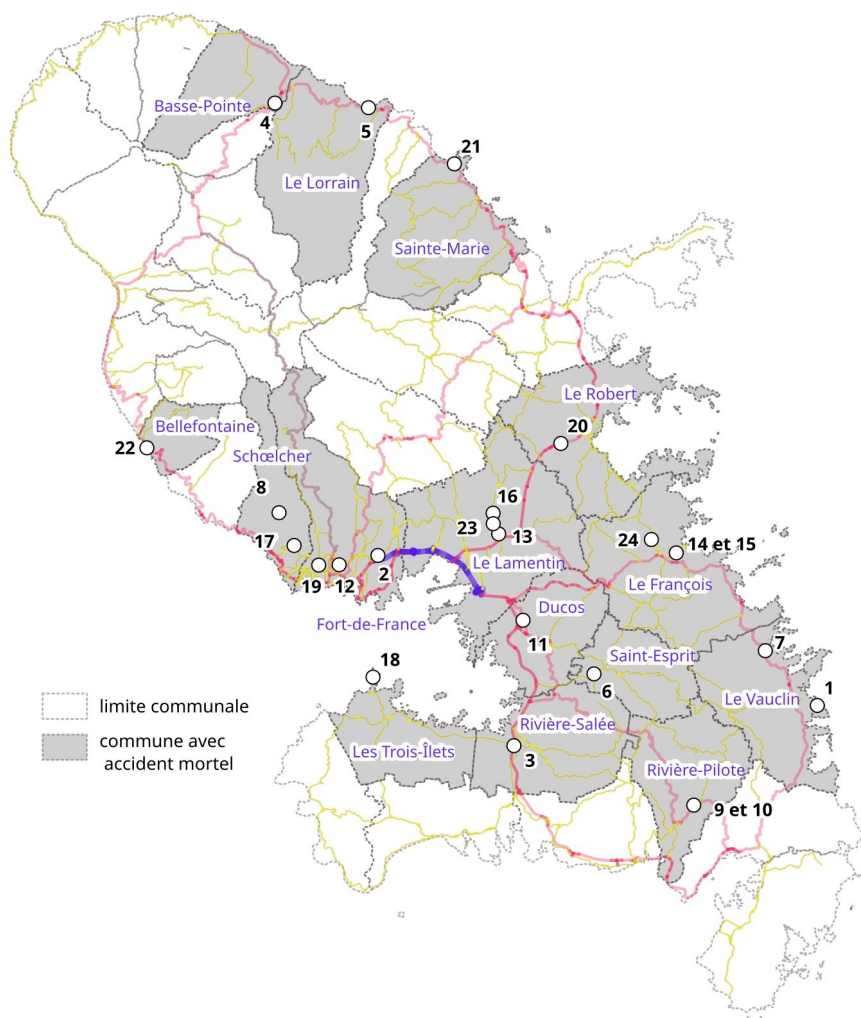 Basse-Pointe
4
5
21
Le Lorrain
Sainte-Marie
Le Robert
Bellefontaine
22
20
Schœlcher
8
16
23
13
24
14 et 15
17
Le Lamentin
2
19
12
Le François
Ducos
Fort-de-France
11
7
Saint-Esprit
18
6
1
Le Vauclin
limite communale
Rivière-Salée
commune avec
accident mortel
Les Trois-Îlets
3
Rivière-Pilote
9 et 10